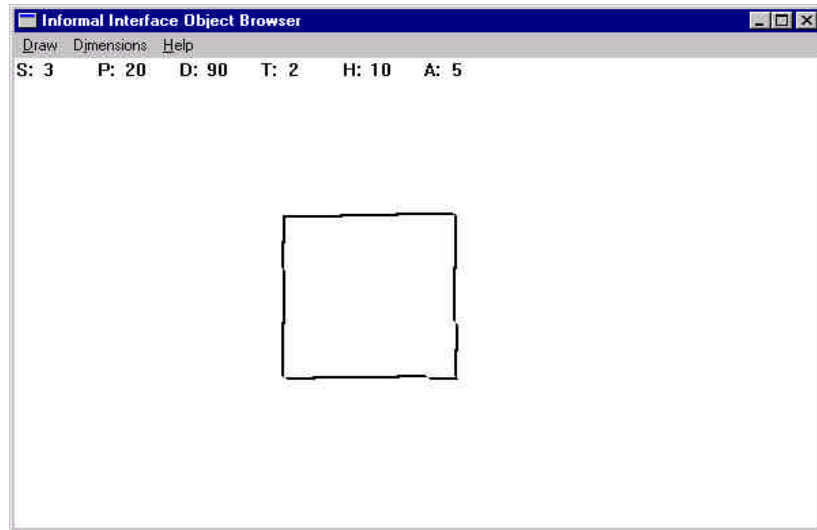 Informal Interface Object Browser
Draw Dimensions Help
S: 3 P: 20 D: 90 T: 2 H: 10 A: 5